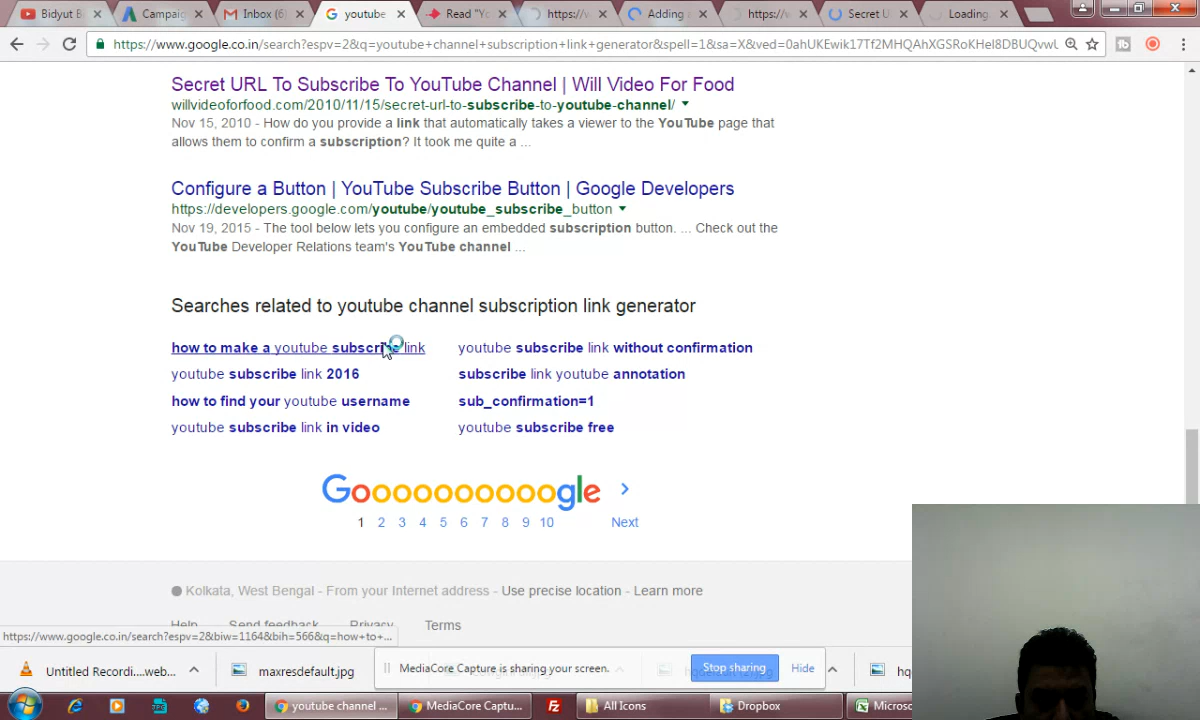 Bidyut B
Campaig
Inbox (6)
youtube
Read "Yo
https://w
Adding
https://w
Secret U
Loading
https://www.google.co.in/search?espv=2&q=youtube+channel+subscription+link+generator&spell=1&sa=X&ved=0ahUKEwik17Tf2MHQAhXGSRoKHeI8DBUQvwU
Secret URL To Subscribe To YouTube Channel | Will Video For Food
willvideoforfood.com/2010/11/15/secret-url-to-subscribe-to-youtube-channel/
Nov 15, 2010 - How do you provide a link that automatically takes a viewer to the YouTube page that
allows them to confirm a subscription? It took me quite a ...
Configure a Button | YouTube Subscribe Button | Google Developers
https://developers.google.com/youtube/youtube_subscribe_button
Nov 19, 2015 - The tool below lets you configure an embedded subscription button. ... Check out the
YouTube Developer Relations team's YouTube channel ...
Searches related to youtube channel subscription link generator
how to make a youtube subscribe link
youtube subscribe link without confirmation
youtube subscribe link 2016
subscribe link youtube annotation
how to find your youtube username
sub_confirmation=1
youtube subscribe link in video
youtube subscribe free
Goooooooooogle
1 2 3 4 5 6 7 8 9 10 Next
Kolkata, West Bengal - From your Internet address - Use precise location - Learn more
Help Send feedback Privacy Terms
https://www.google.co.in/search?espv=2&biw=1164&bih=566&q=how+to+...
Untitled Recordi....web...
maxresdefault.jpg
MediaCore Capture is sharing your screen.
Stop sharing
Hide
youtube channel ...
MediaCore Captu...
All Icons
Dropbox
Micros